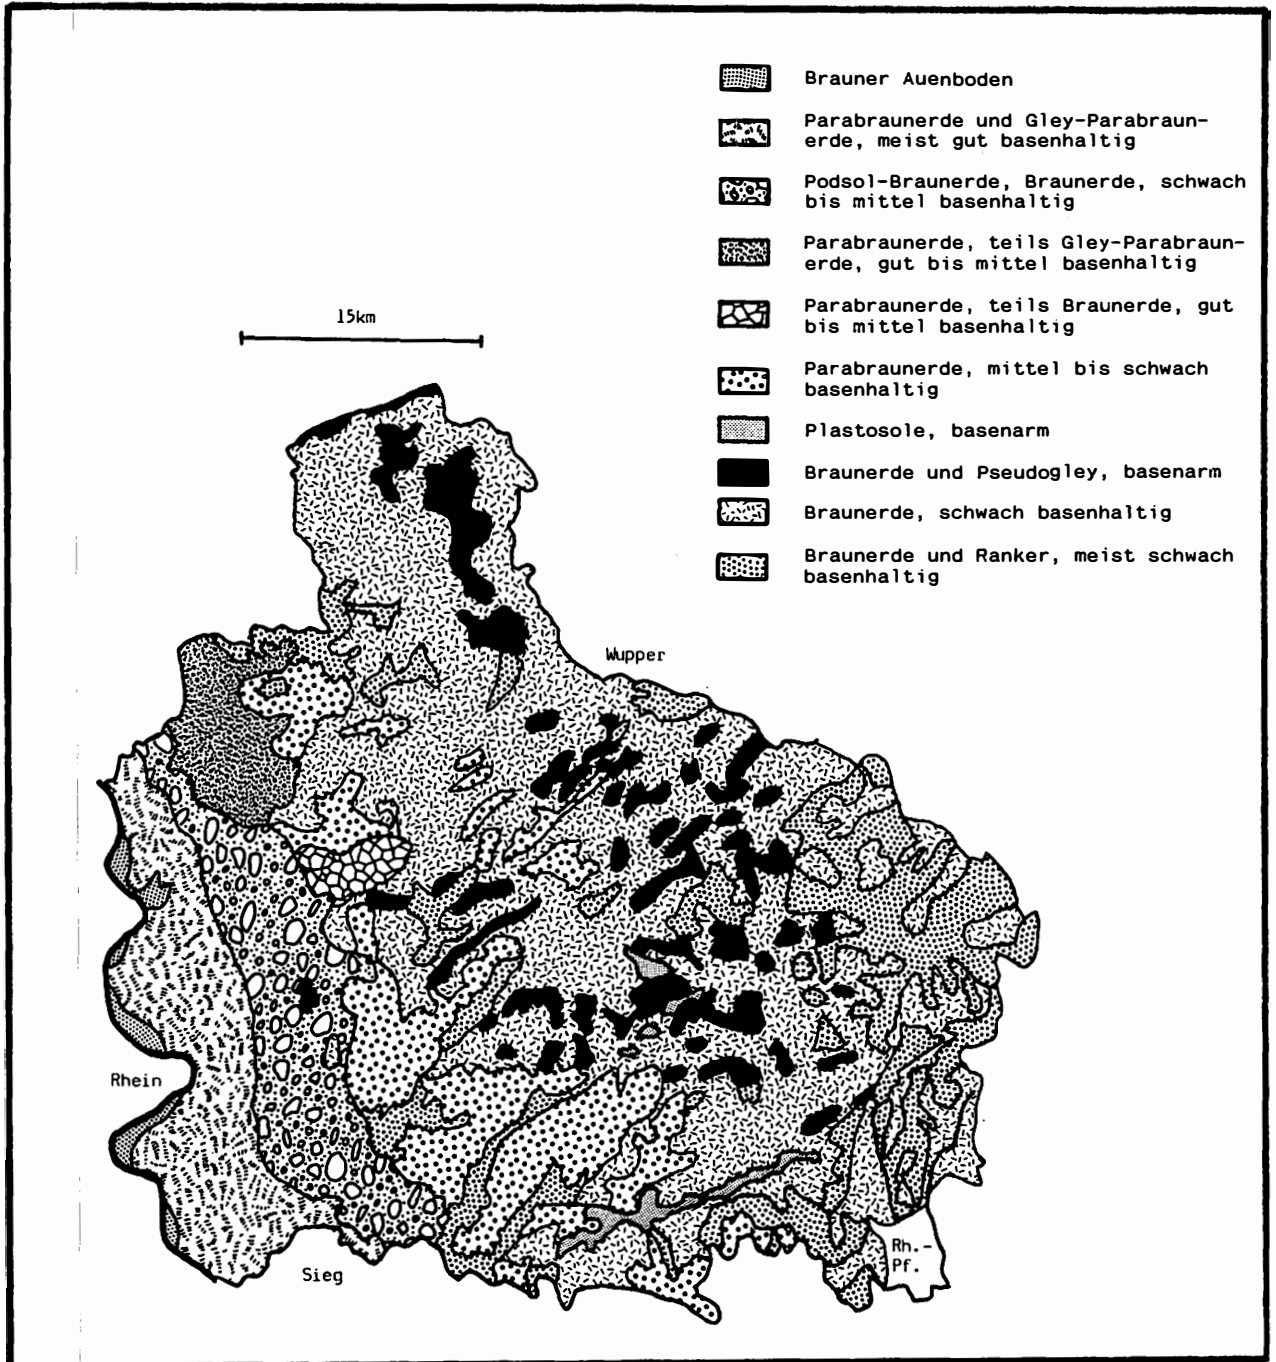 Brauner Auenboden
Parabraunerde und Gley-Parabraun-
erde, meist gut basenhaltig
Podsol-Braunerde, Braunerde, schwach
bis mittel basenhaltig
Parabraunerde, teils Gley-Parabraun-
erde, gut bis mittel basenhaltig
Parabraunerde, teils Braunerde, gut
bis mittel basenhaltig
Parabraunerde, mittel bis schwach
basenhaltig
Plastosole, basenarm
Braunerde und Pseudogley, basenarm
Braunerde, schwach basenhaltig
Braunerde und Ranker, meist schwach
basenhaltig
15km
Wupper
Rhein
Sieg
Rh.-
Pf.